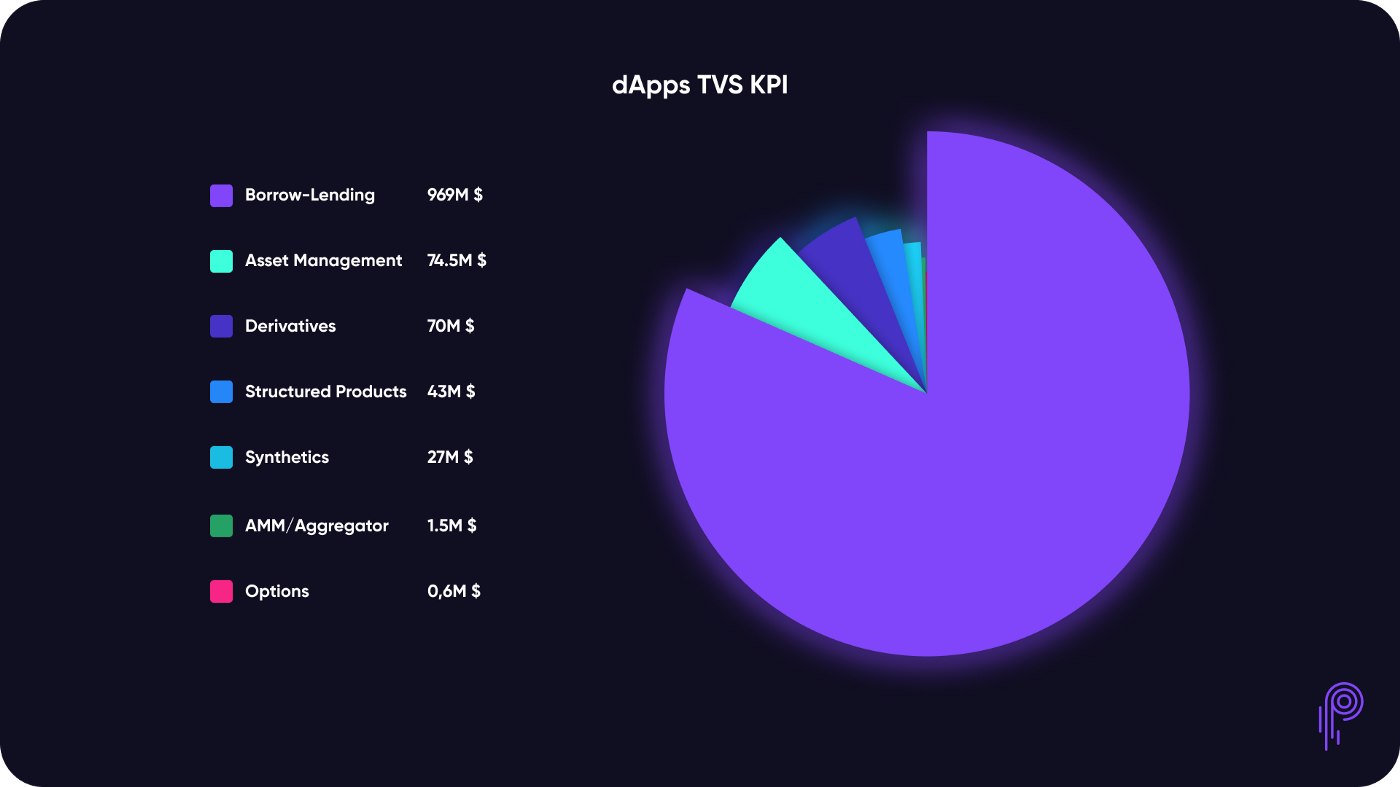 dApps TVS KPI
Borrow-Lending 969M $
Asset Management 74.5M $
Derivatives 70M $
Structured Products 43M $
Synthetics 27M $
AMM/Aggregator 1.5M $
Options 0,6M $